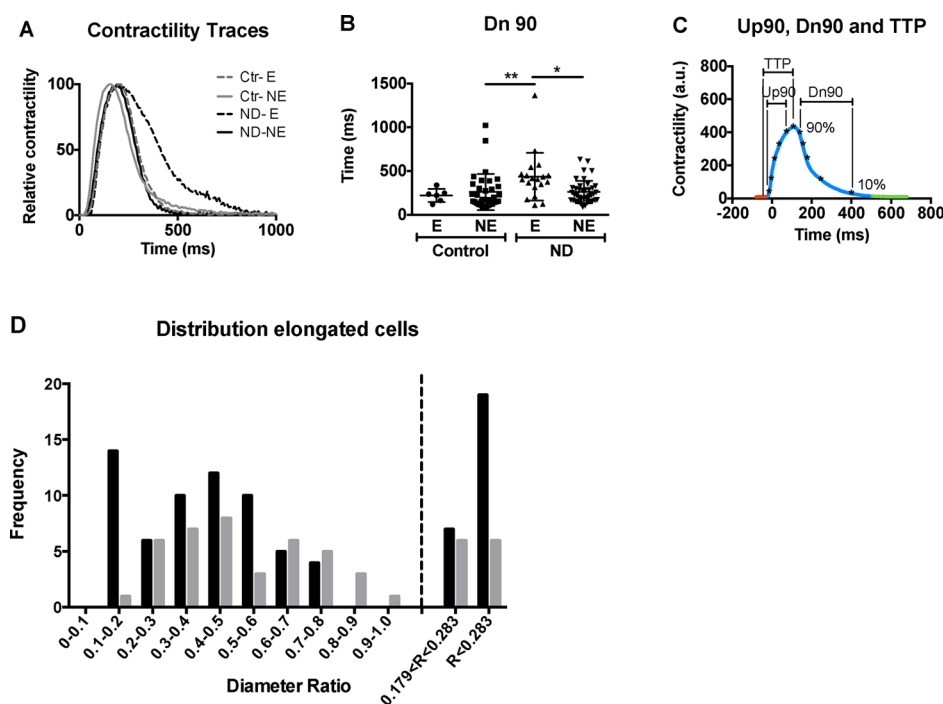 A
Contractility Traces
Relative contractility
100
50
0
0
500
1000
Time (ms)
Ctr- E
Ctr- NE
ND- E
ND-NE
B
Dn 90
Time (ms)
1500
1000
500
0
**
*
E NE E NE
Control ND
C
Up90, Dn90 and TTP
Contractility (a.u.)
800
600
400
200
0
TTP
Up90 Dn90
90%
10%
-200 0 200 400 600 800
Time (ms)
D
Distribution elongated cells
Frequency
20
15
10
5
0
0-0.1
0.1-0.2
0.2-0.3
0.3-0.4
0.4-0.5
0.5-0.6
0.6-0.7
0.7-0.8
0.8-0.9
0.9-1.0
0.179<R<0.283
R<0.283
Diameter Ratio